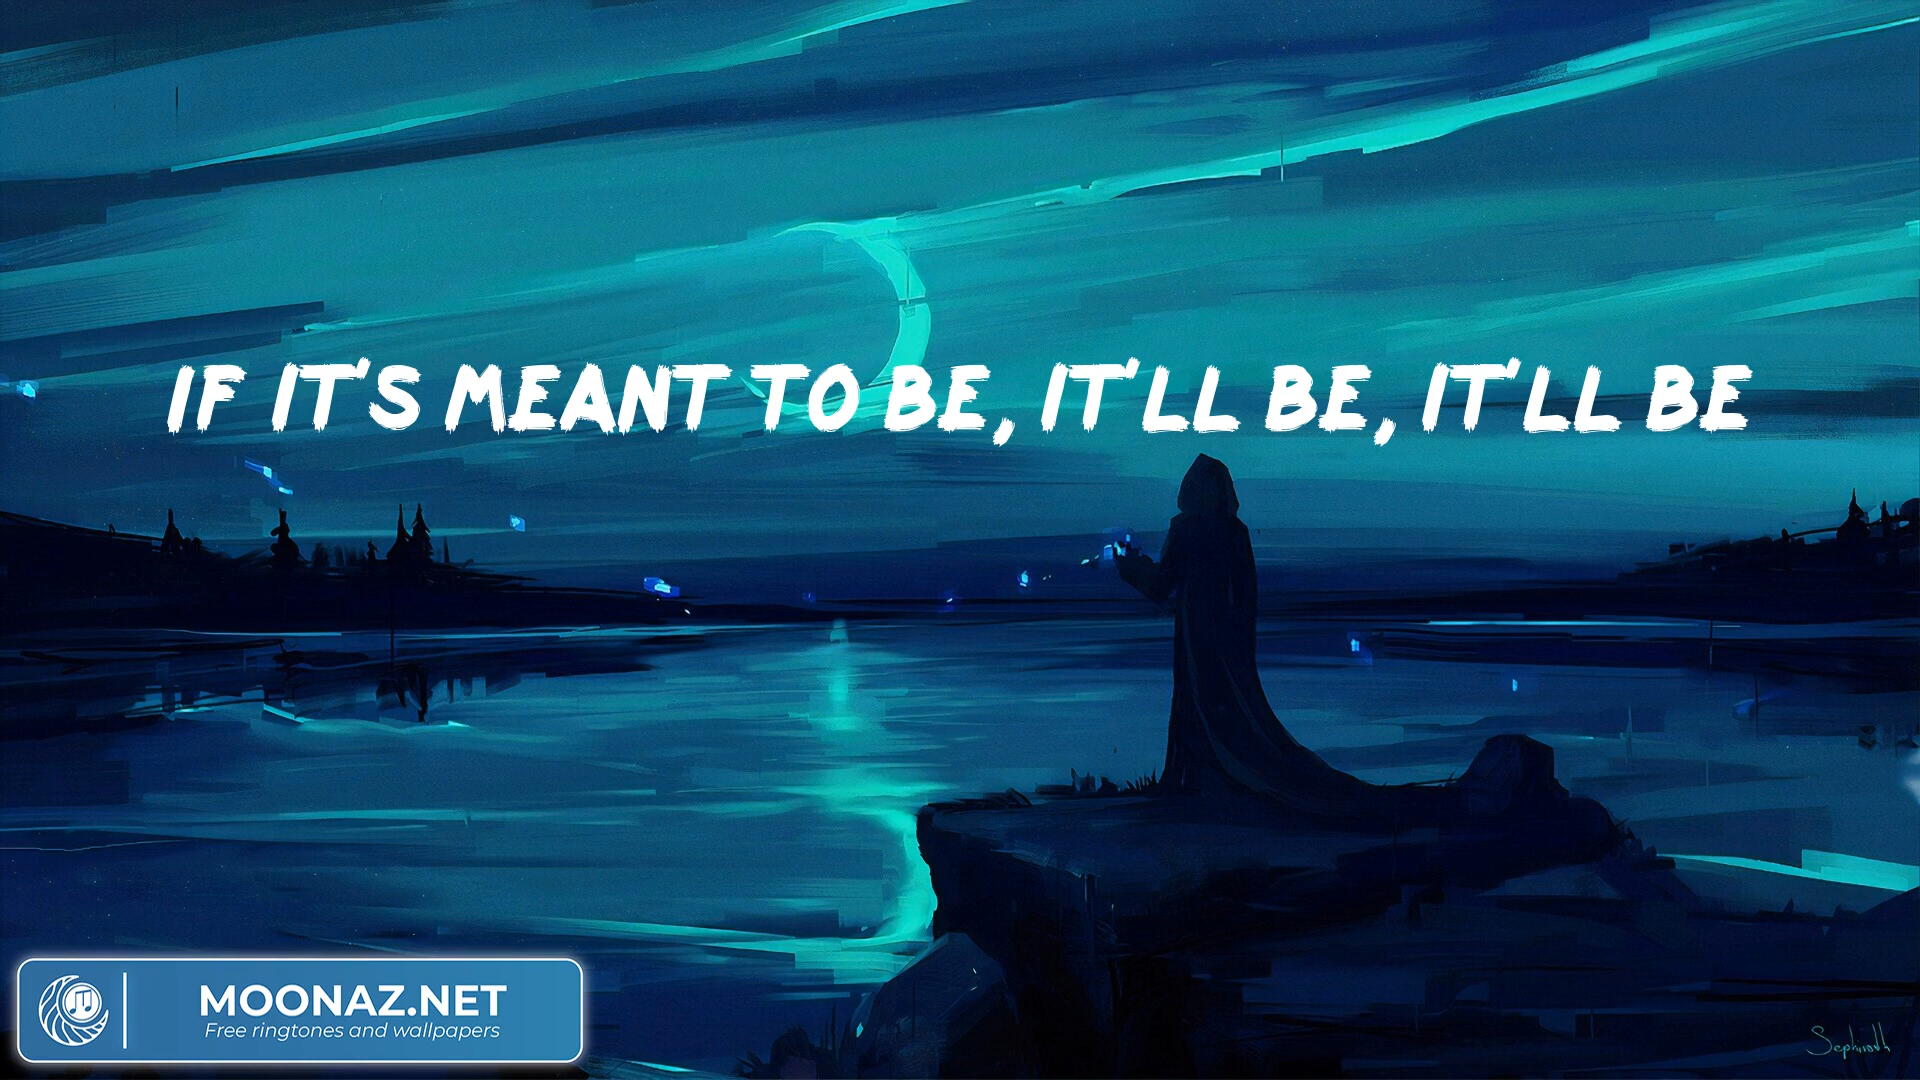 IF IT'S MEANT TO BE, IT'LL BE, IT'LL BE
MOONAZ.NET
Free ringtones and wallpapers